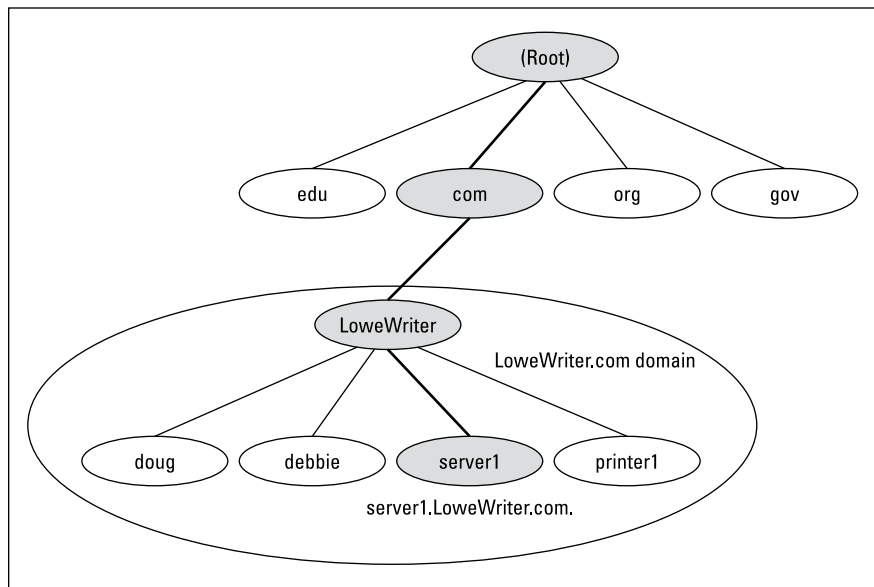 (Root)
edu
com
org
gov
LoweWriter
LoweWriter.com domain
doug
debbie
server1
printer1
server1.LoweWriter.com.